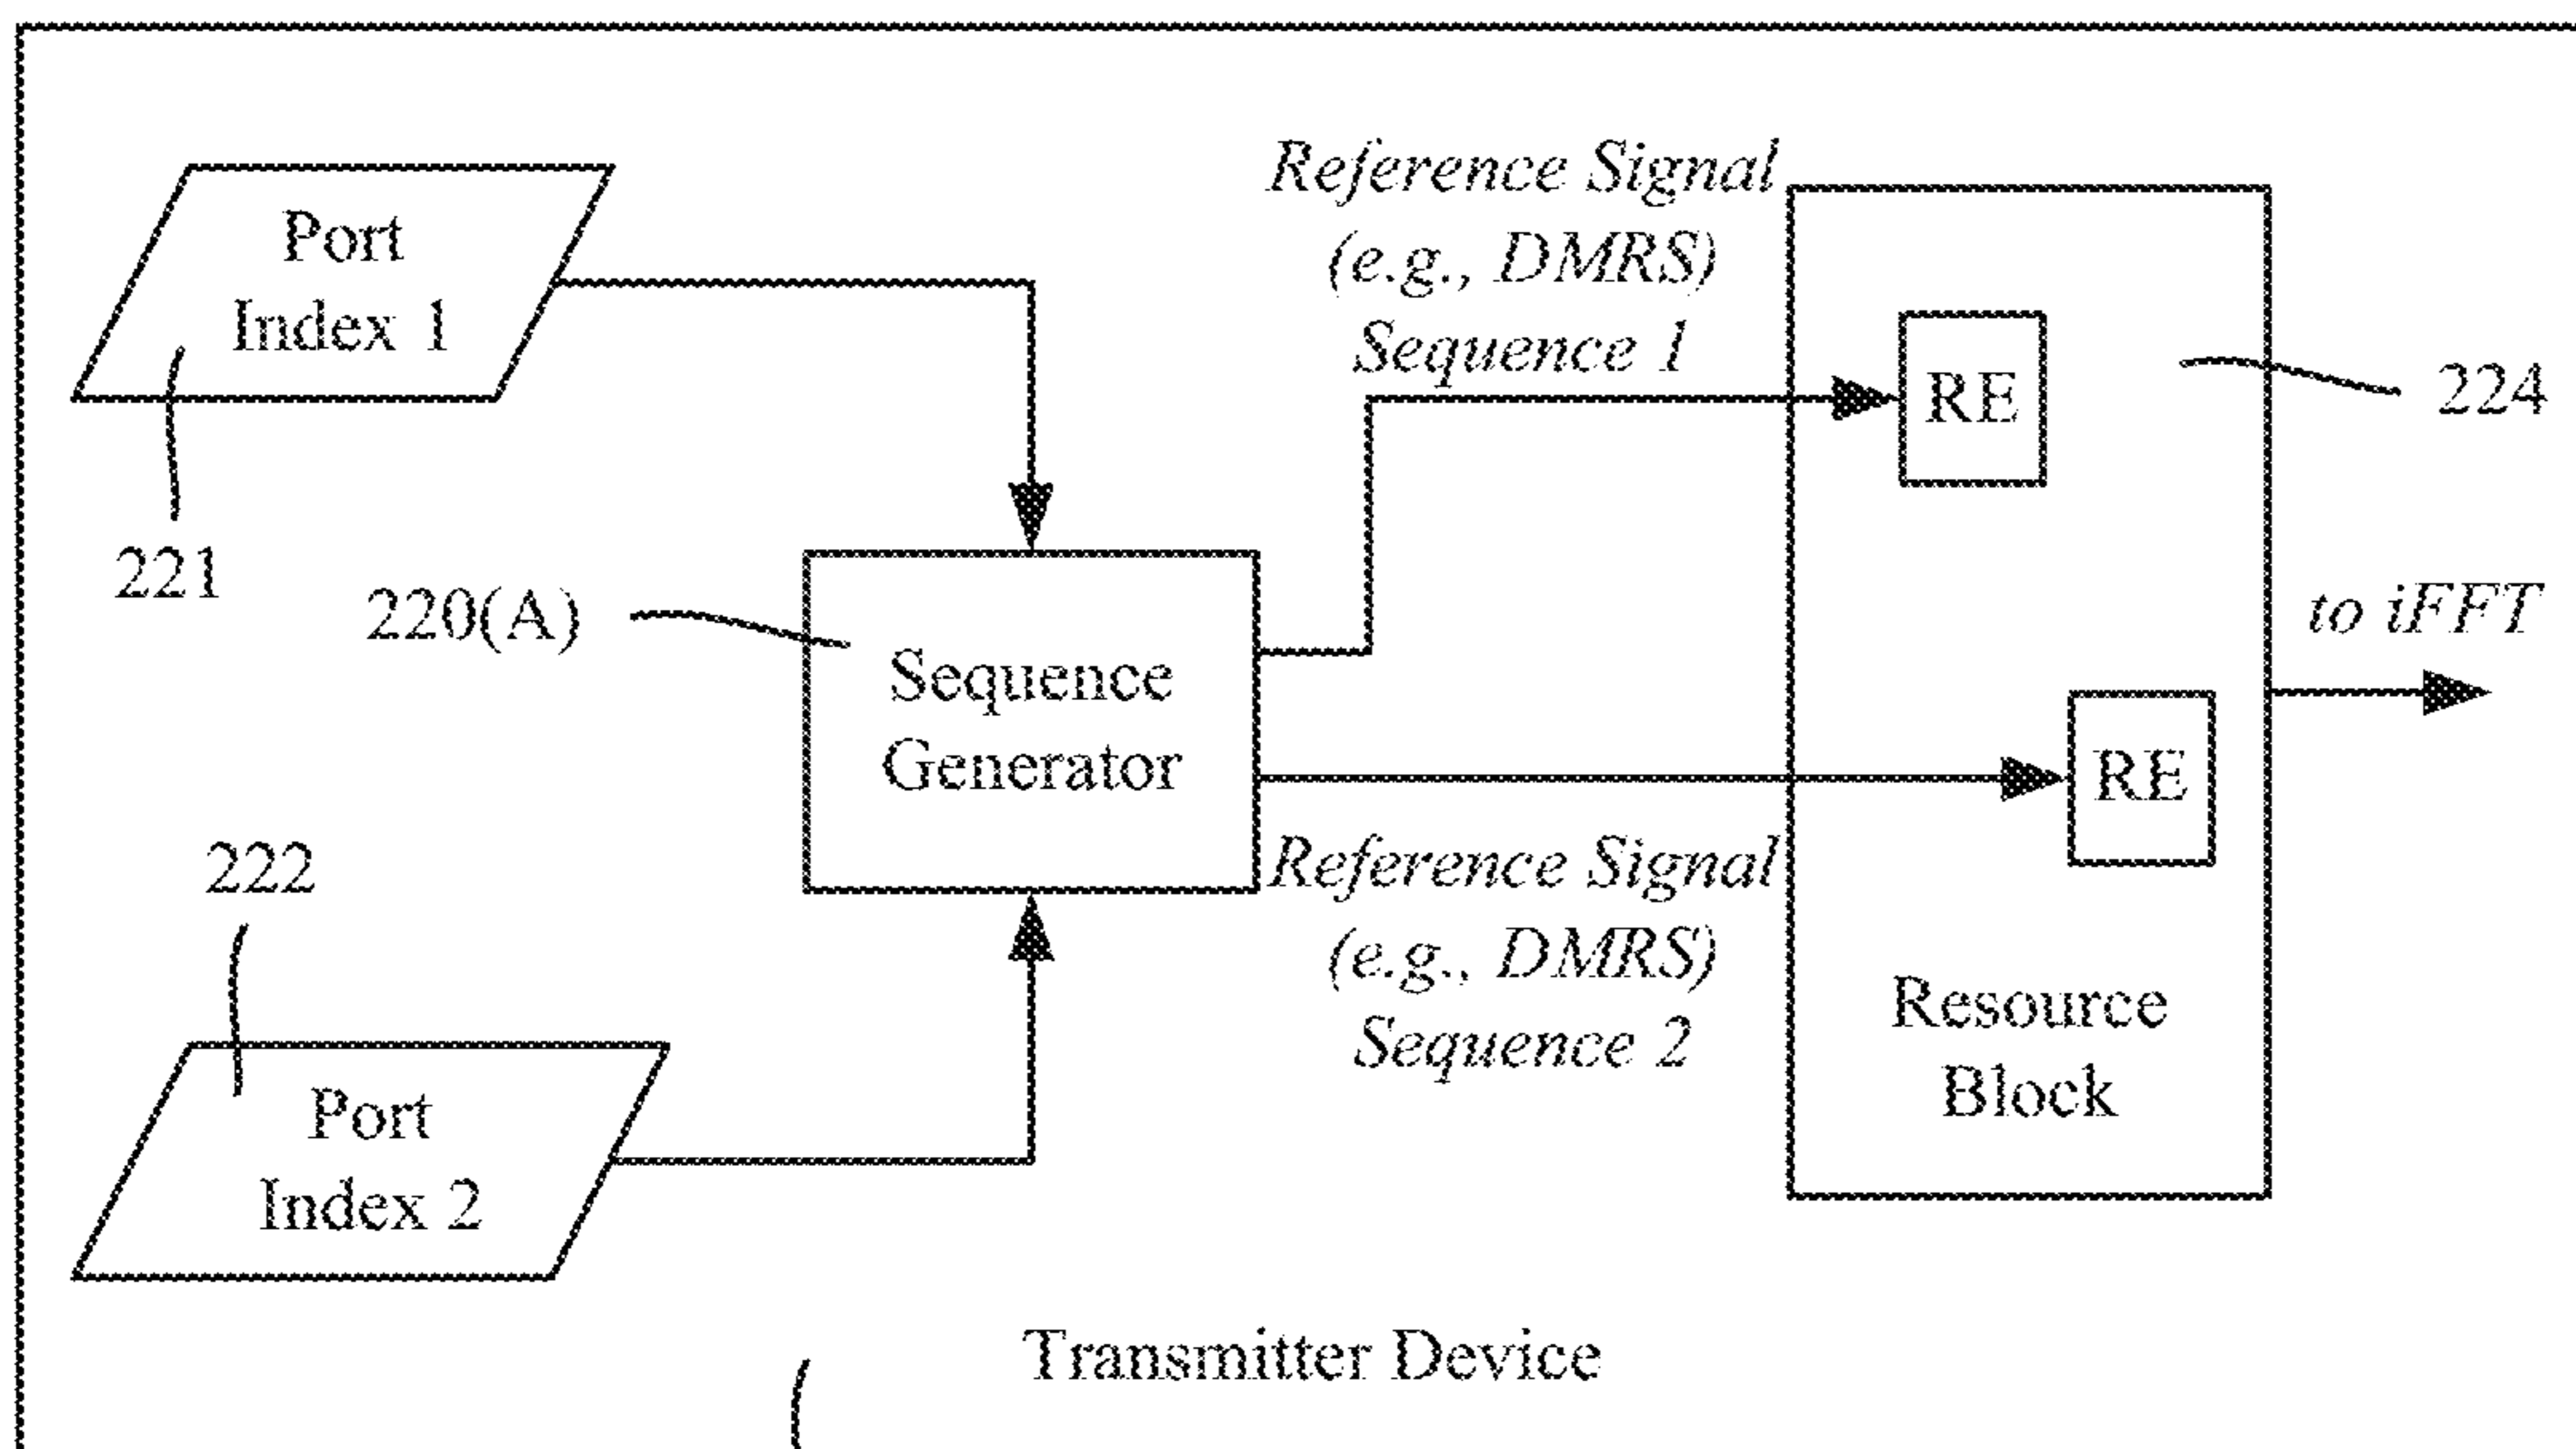 Port
Index 1
221
220(A)
Sequence
Generator
222
Port
Index 2
Reference Signal
(e.g., DMRS)
Sequence 1
Reference Signal
(e.g., DMRS)
Sequence 2
RE
224
RE
Resource
Block
to iFFT
Transmitter Device